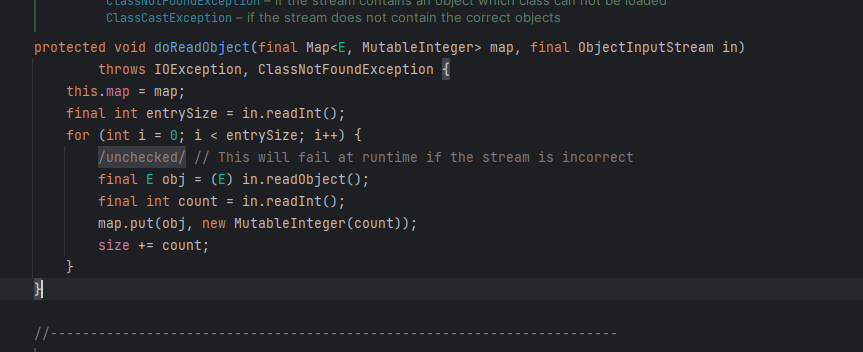 ClassNotFoundException – if the stream contains an object which class can not be loaded
ClassCastException – if the stream does not contain the correct objects
protected void doReadObject(final Map<E, MutableInteger> map, final ObjectInputStream in)
        throws IOException, ClassNotFoundException {
    this.map = map;
    final int entrySize = in.readInt();
    for (int i = 0; i < entrySize; i++) {
        /unchecked/ // This will fail at runtime if the stream is incorrect
        final E obj = (E) in.readObject();
        final int count = in.readInt();
        map.put(obj, new MutableInteger(count));
        size += count;
    }
}
//-----------------------------------------------------------------------